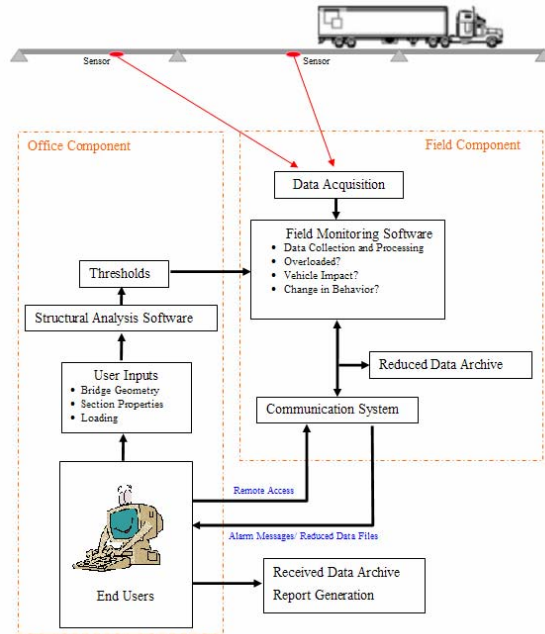 Sensor
Sensor
Office Component
Field Component
Data Acquisition
Field Monitoring Software
• Data Collection and Processing
• Overloaded?
• Vehicle Impact?
• Change in Behavior?
Thresholds
Structural Analysis Software
User Inputs
• Bridge Geometry
• Section Properties
• Loading
Reduced Data Archive
Communication System
Remote Access
Alarm Messages/ Reduced Data Files
End Users
Received Data Archive
Report Generation